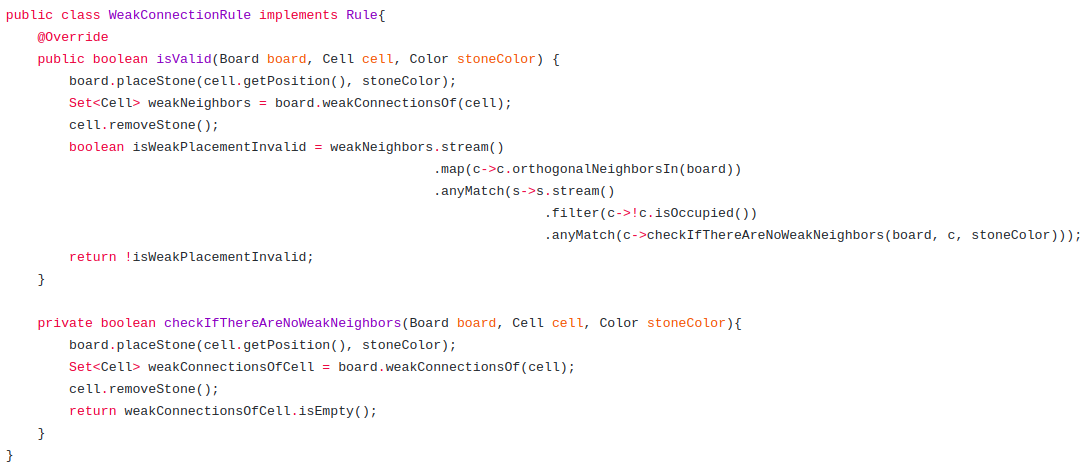 public class WeakConnectionRule implements Rule{
    @Override
    public boolean isValid(Board board, Cell cell, Color stoneColor) {
        board.placeStone(cell.getPosition(), stoneColor);
        Set<Cell> weakNeighbors = board.weakConnectionsOf(cell);
        cell.removeStone();
        boolean isWeakPlacementInvalid = weakNeighbors.stream()
                                                      .map(c->c.orthogonalNeighborsIn(board))
                                                      .anyMatch(s->s.stream()
                                                                    .filter(c->!c.isOccupied())
                                                                    .anyMatch(c->checkIfThereAreNoWeakNeighbors(board, c, stoneColor)));
        return !isWeakPlacementInvalid;
    }

    private boolean checkIfThereAreNoWeakNeighbors(Board board, Cell cell, Color stoneColor){
        board.placeStone(cell.getPosition(), stoneColor);
        Set<Cell> weakConnectionsOfCell = board.weakConnectionsOf(cell);
        cell.removeStone();
        return weakConnectionsOfCell.isEmpty();
    }
}